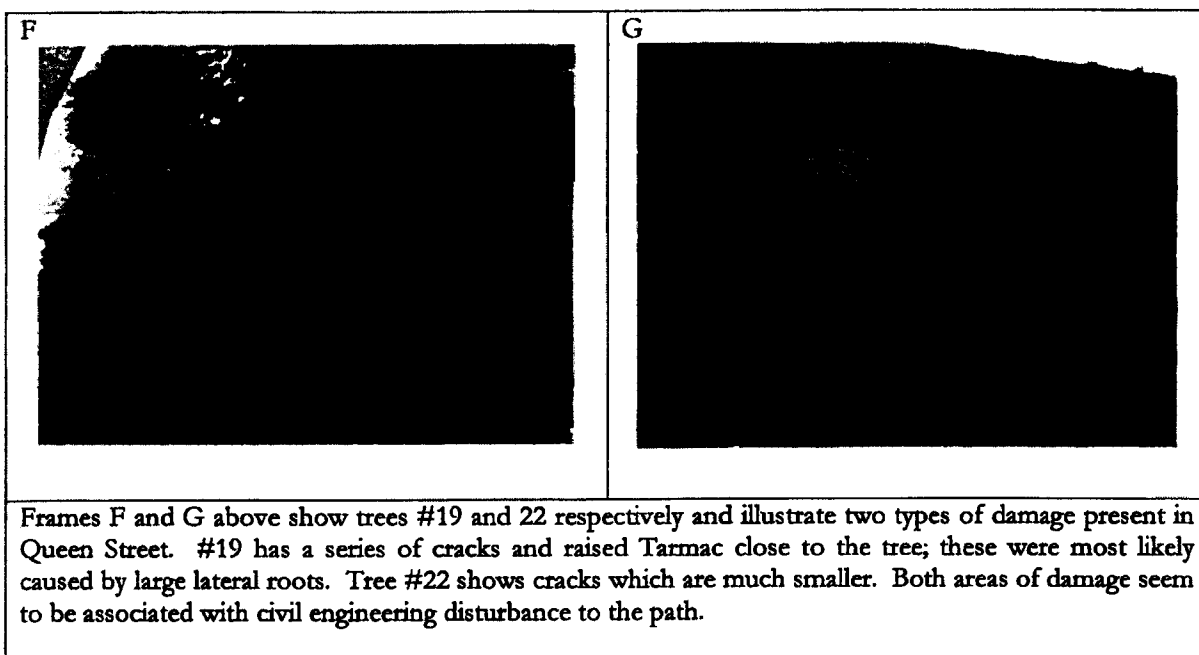 F
G
Frames F and G above show trees #19 and 22 respectively and illustrate two types of damage present in
Queen Street. #19 has a series of cracks and raised Tarmac close to the tree; these were most likely
caused by large lateral roots. Tree #22 shows cracks which are much smaller. Both areas of damage seem
to be associated with civil engineering disturbance to the path.